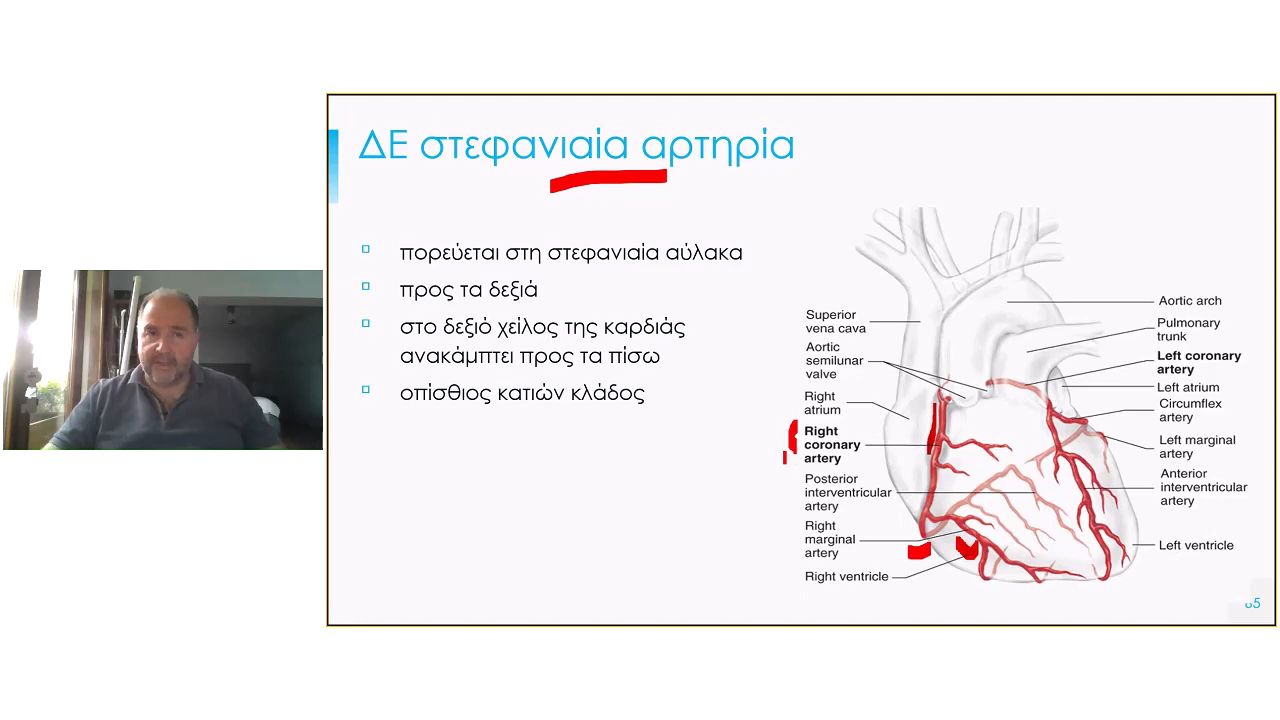 ΔΕ στεφανιαία αρτηρία
πορεύεται στη στεφανιαία αύλακα
προς τα δεξιά
στο δεξιό χείλος της καρδιάς
ανακάμπτει προς τα πίσω
οπίσθιος κατιών κλάδος
Superior
vena cava
Aortic
semilunar
valve
Right
atrium
Right
coronary
artery
Posterior
interventricular
artery
Right
marginal
artery
Right ventricle
Aortic arch
Pulmonary
trunk
Left coronary
artery
Left atrium
Circumflex
artery
Left marginal
artery
Anterior
interventricular
artery
Left ventricle